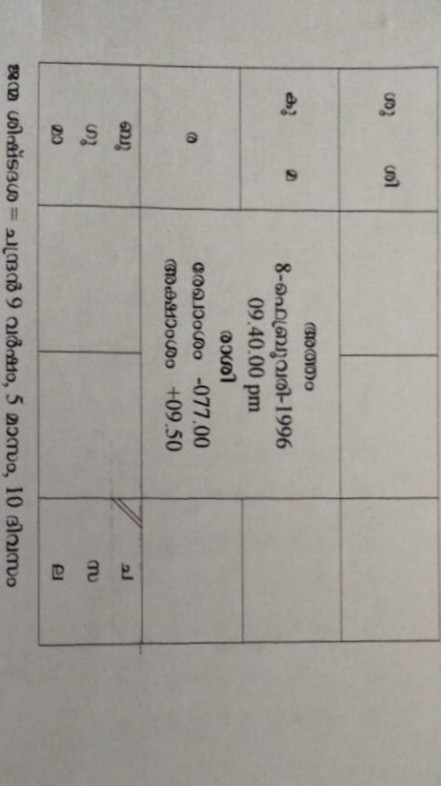 ശു ശി
കു മ
അത്തം
8-ഫെബ്രുവരി-1996
09.40.00 pm
രാശി
രേഖാംശം -077.00
അക്ഷാംശം +09.50
ര
ബു
ഗു
മാ
ച
സ
ല
ജന്മ ശിഷ്ടദശ = ചന്ദ്രൻ 9 വർഷം, 5 മാസം, 10 ദിവസം